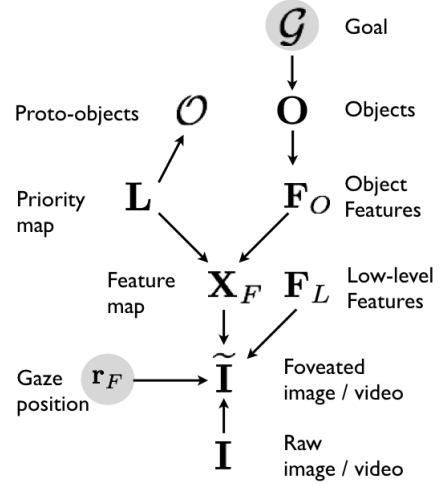 𝒢 Goal
Proto-objects 𝒪 O Objects
Priority
map
L F_O Object
Features
Feature
map
X_F F_L Low-level
Features
Gaze
position
r_F Ĩ Foveated
image / video
I Raw
image / video